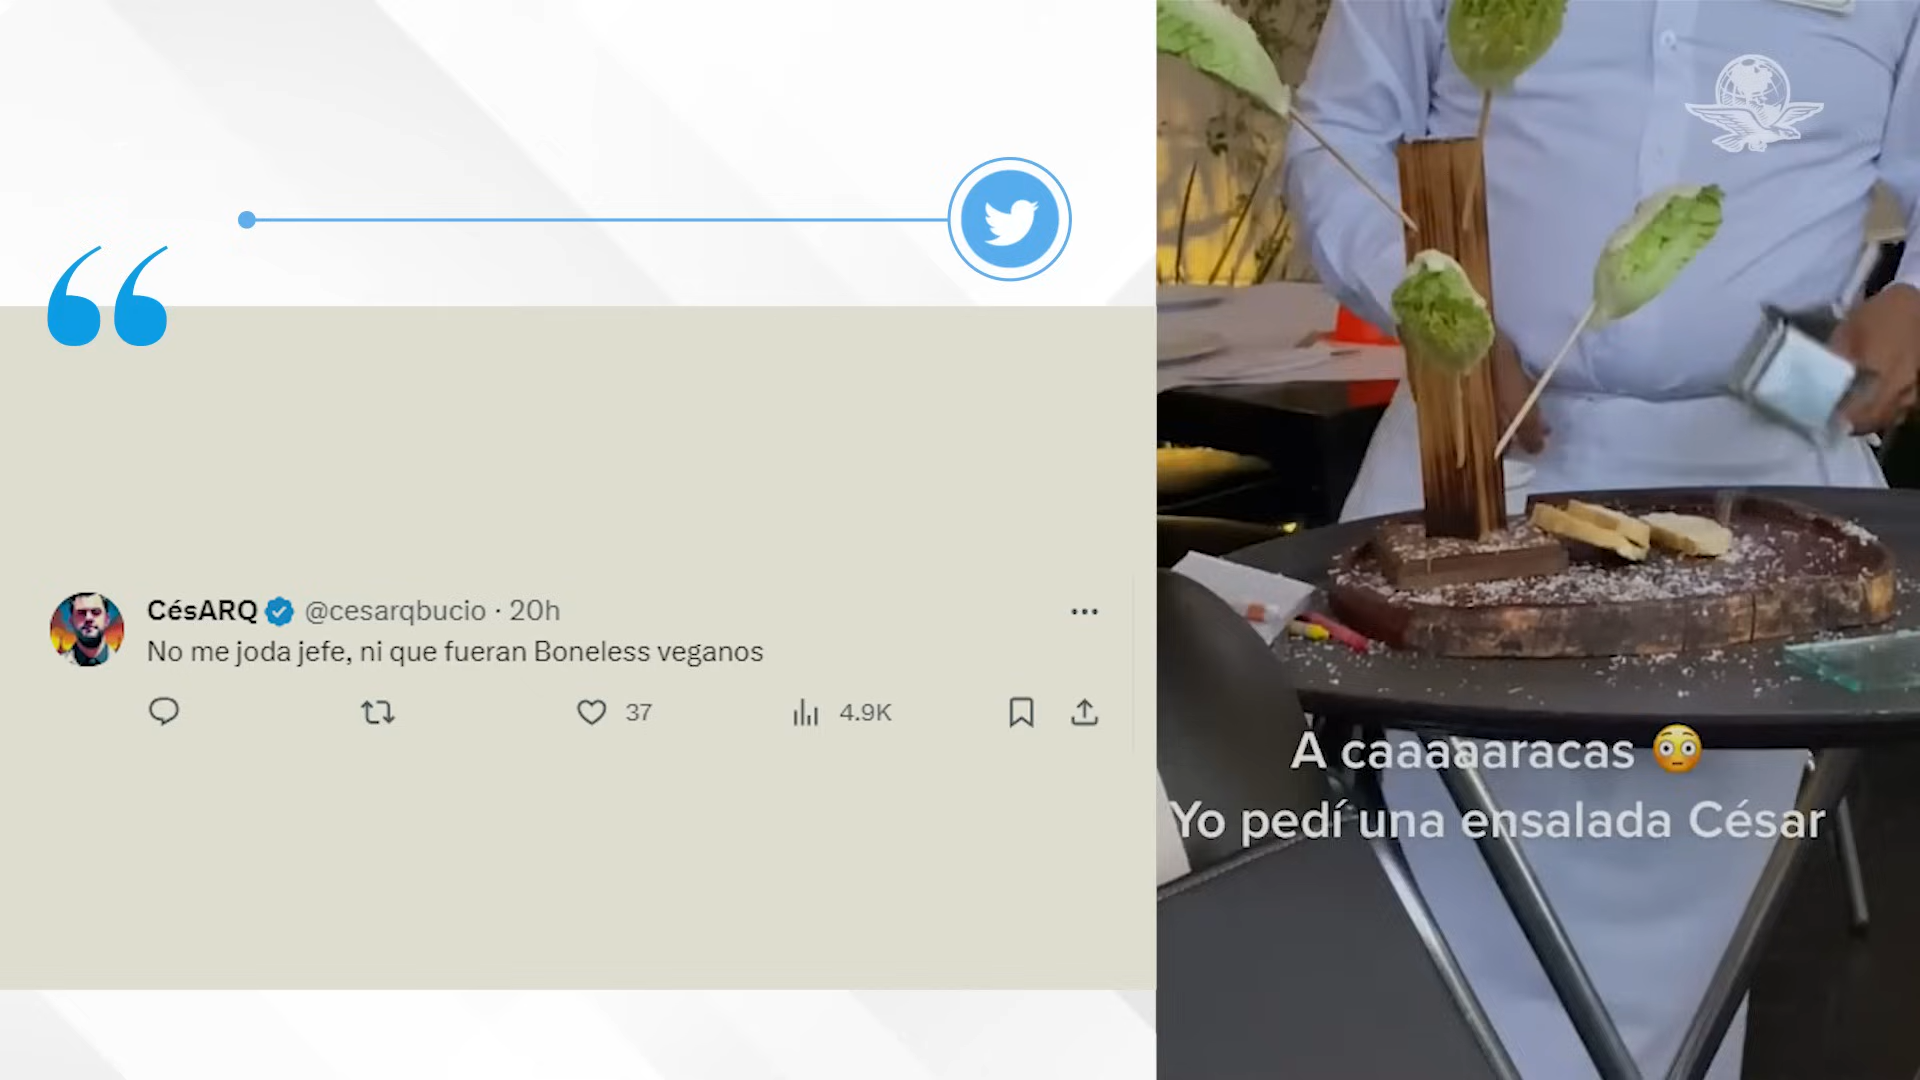 CésARQ @cesarqbucio · 20h
No me joda jefe, ni que fueran Boneless veganos
37 4.9K
A caaaaaracas 😳
Yo pedí una ensalada César